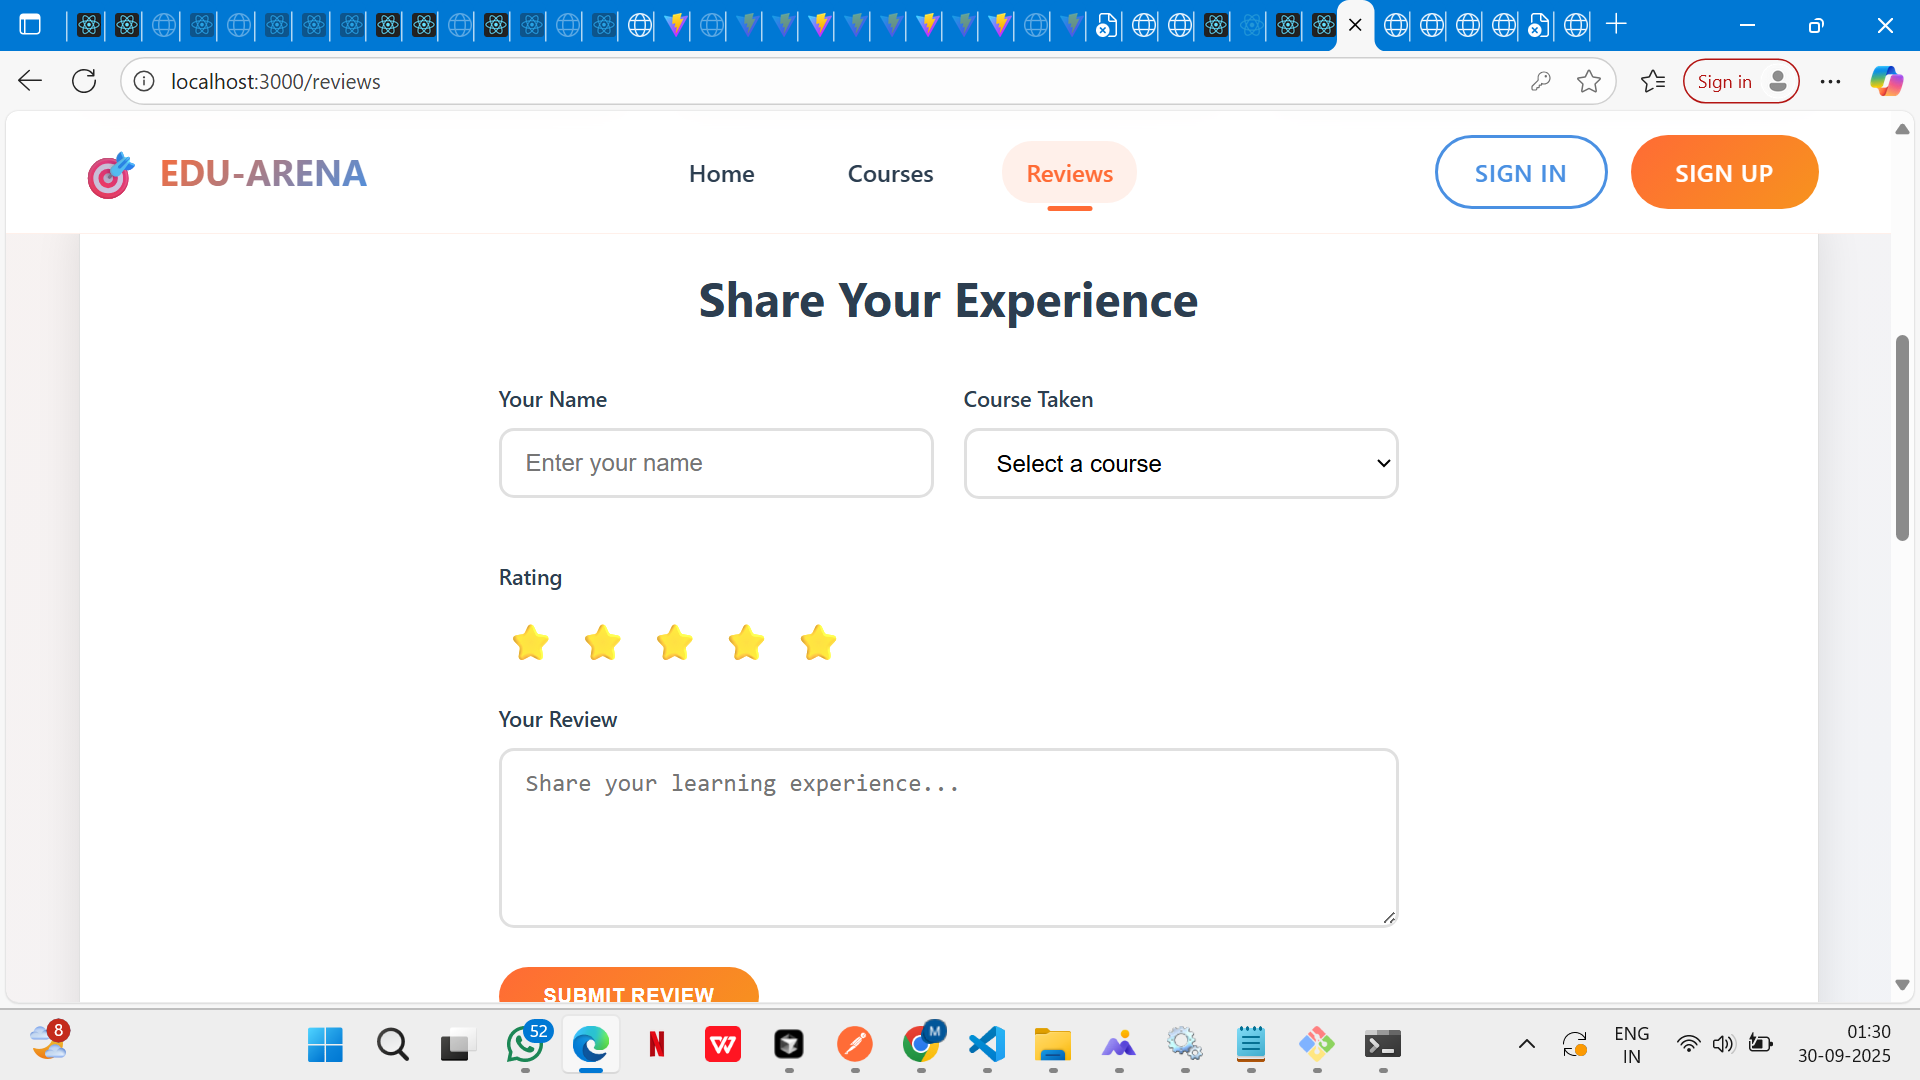 localhost:3000/reviews
Sign in
EDU-ARENA
Home
Courses
Reviews
SIGN IN
SIGN UP
Share Your Experience
Your Name
Course Taken
Enter your name
Select a course
Rating
Your Review
Share your learning experience...
SUBMIT REVIEW
8
52
N
W
M
ENG
IN
01:30
30-09-2025